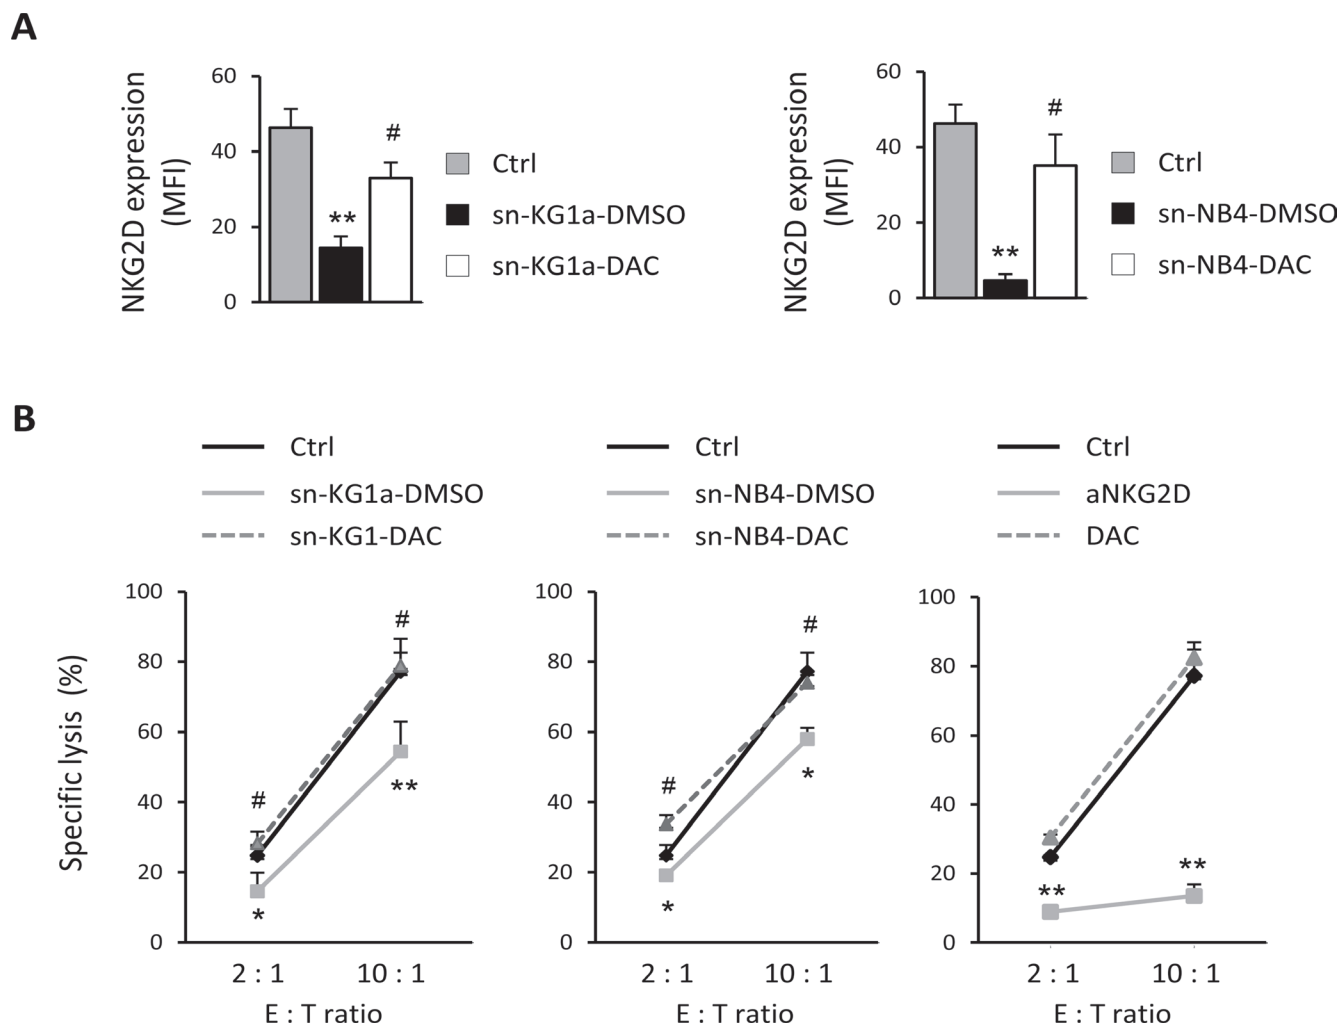 A
NKG2D expression
(MFI)
60
40
20
0
**
#
Ctrl
sn-KG1a-DMSO
sn-KG1a-DAC
NKG2D expression
(MFI)
60
40
20
0
**
#
Ctrl
sn-NB4-DMSO
sn-NB4-DAC
B
Ctrl
sn-KG1a-DMSO
sn-KG1-DAC
Specific lysis (%)
100
80
60
40
20
0
#
*
#
**
2 : 1 10 : 1
E : T ratio
Ctrl
sn-NB4-DMSO
sn-NB4-DAC
100
80
60
40
20
0
#
*
#
*
2 : 1 10 : 1
E : T ratio
Ctrl
aNKG2D
DAC
100
80
60
40
20
0
**
**
2 : 1 10 : 1
E : T ratio